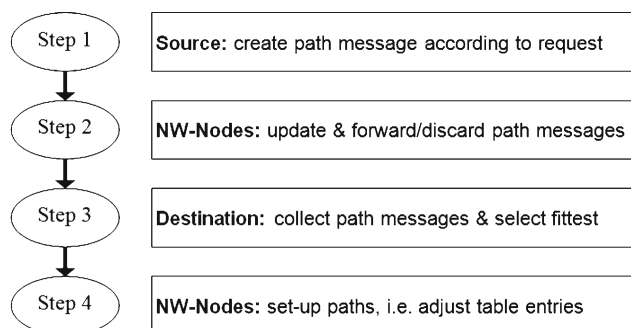 Step 1
Source: create path message according to request
Step 2
NW-Nodes: update & forward/discard path messages
Step 3
Destination: collect path messages & select fittest
Step 4
NW-Nodes: set-up paths, i.e. adjust table entries